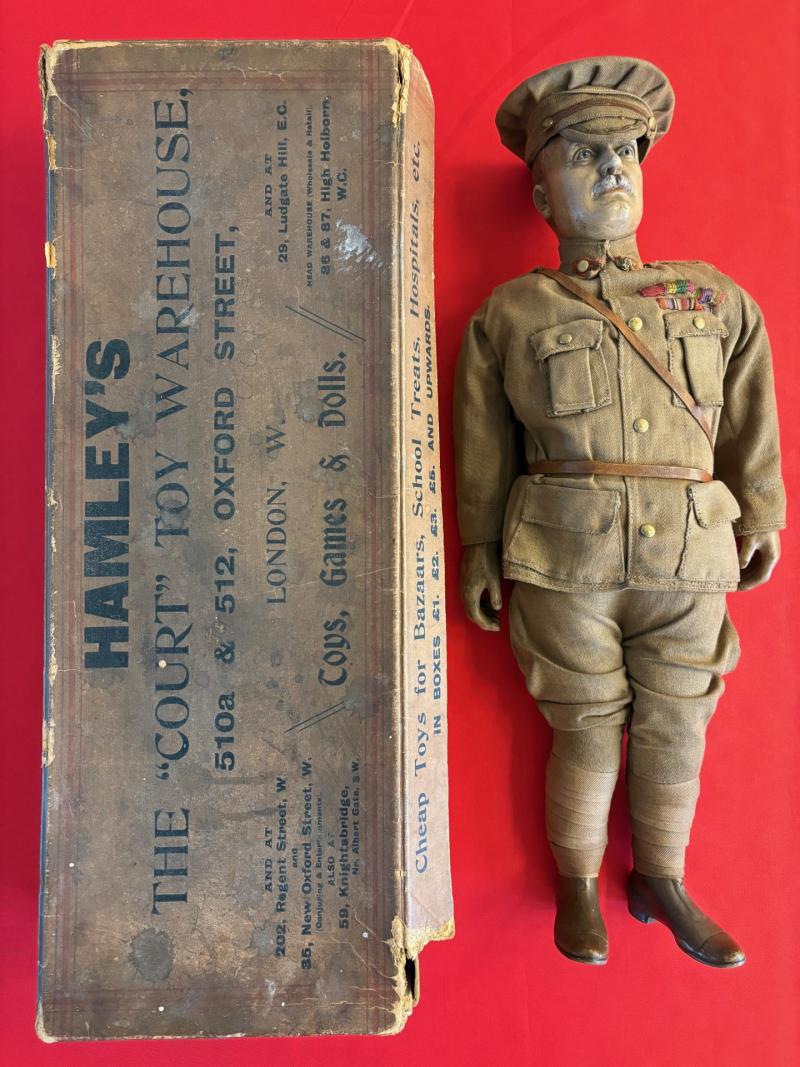 HAMLEY'S
THE "COURT" TOY WAREHOUSE,
510a & 512, OXFORD STREET,
LONDON, W.
AND AT
202, Regent Street, W
and
35, New Oxford Street, W.
(Conjuring & Entertainments)
ALSO AT
59, Knightsbridge,
Nr. Albert Gate, S.W.
AND AT
29, Ludgate Hill, E.C.
HEAD WAREHOUSE (Wholesale & Retail),
86 & 87, High Holborn.
W.C.
Toys, Games & Dolls.
Cheap Toys for Bazaars, School Treats, Hospitals, etc.
IN BOXES £1. £2. £3. £5. AND UPWARDS.